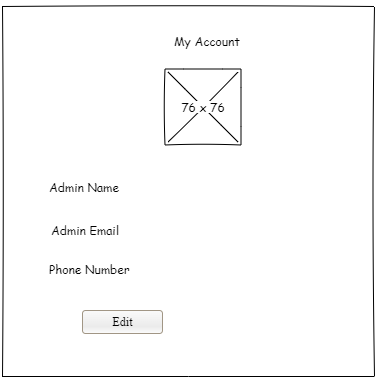 My Account
76 x 76
Admin Name
Admin Email
Phone Number
Edit